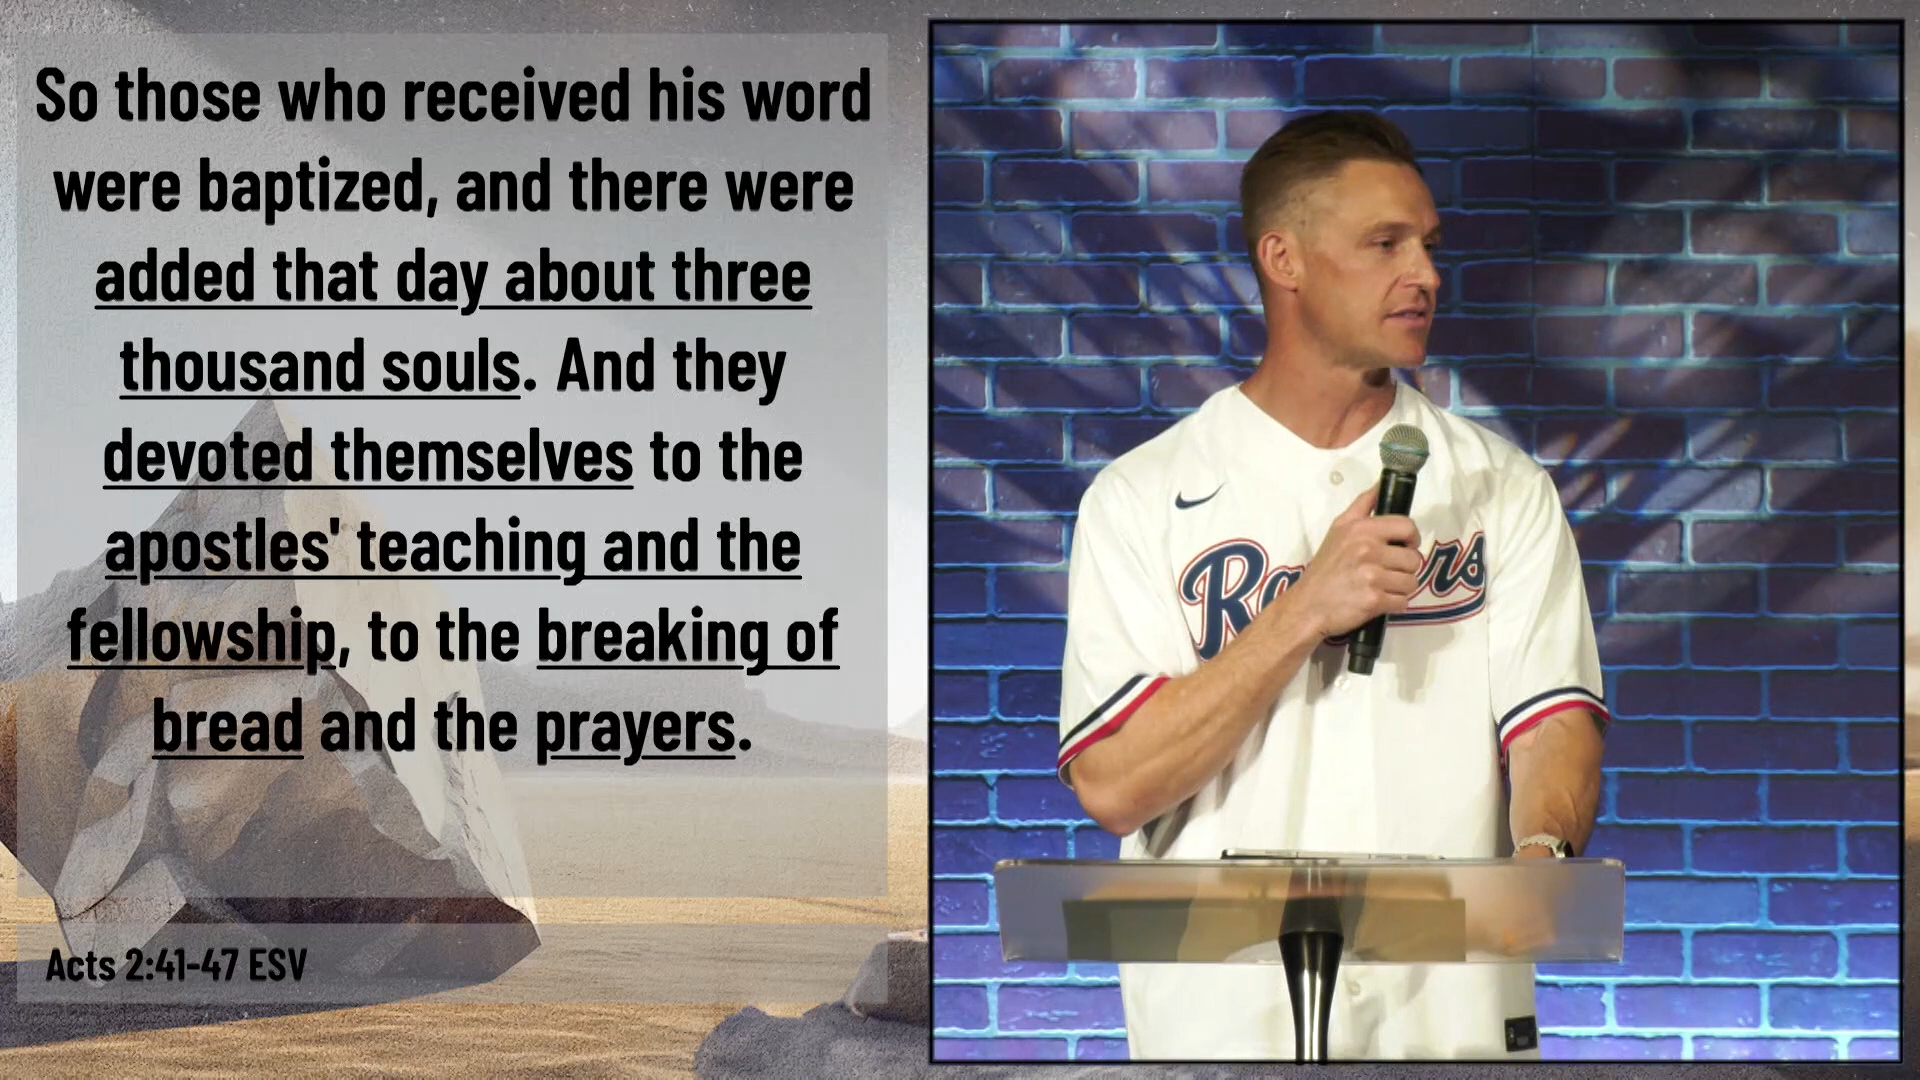 So those who received his word
were baptized, and there were
added that day about three
thousand souls. And they
devoted themselves to the
apostles' teaching and the
fellowship, to the breaking of
bread and the prayers.
Acts 2:41-47 ESV
Rangers